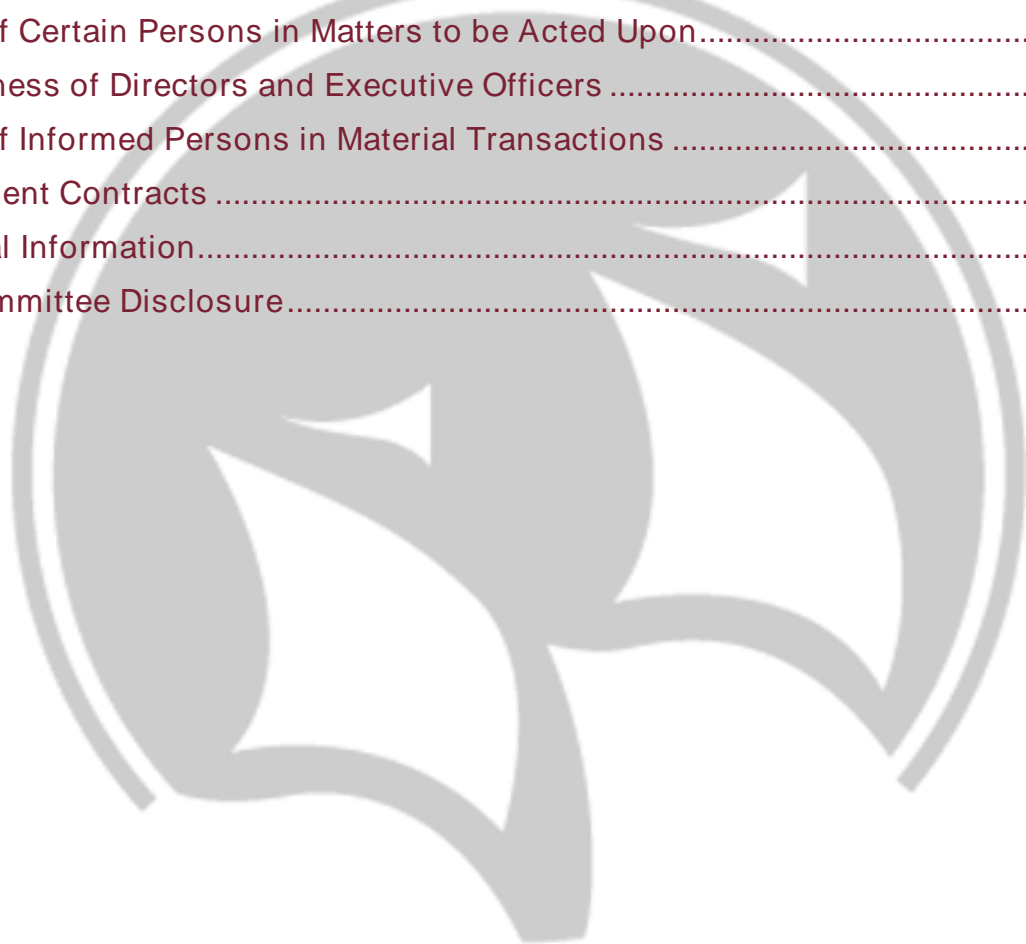 f Certain Persons in Matters to be Acted Upon....................................
ness of Directors and Executive Officers ..............................................
f Informed Persons in Material Transactions .......................................
ent Contracts ..........................................................................................
al Information............................................................................................
mmittee Disclosure..................................................................................